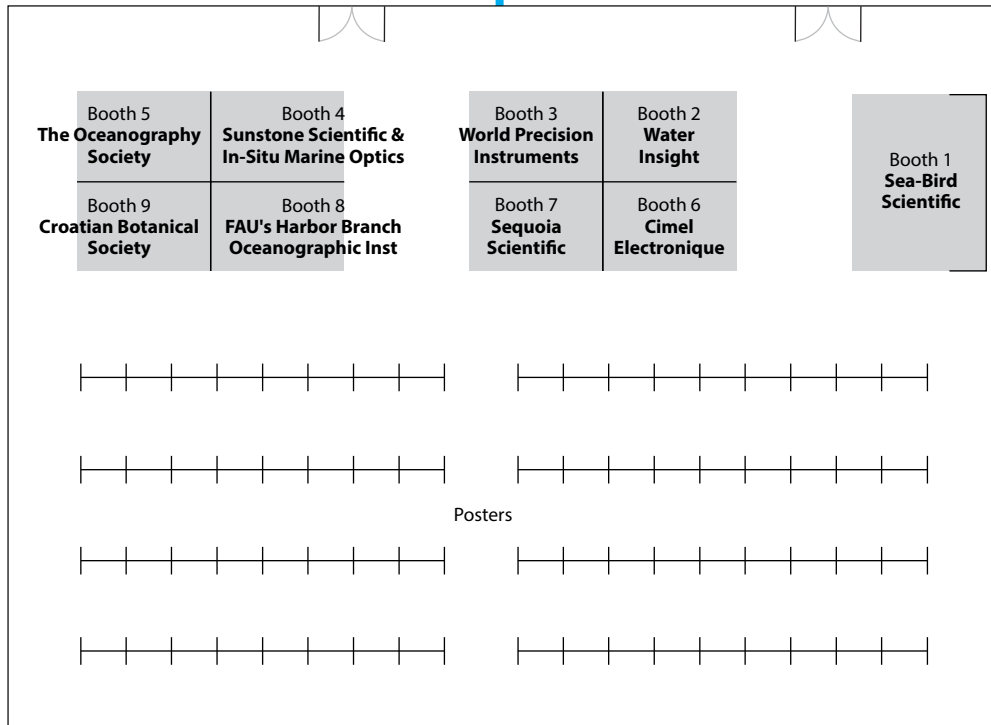 Booth 5
The Oceanography
Society
Booth 4
Sunstone Scientific &
In-Situ Marine Optics
Booth 3
World Precision
Instruments
Booth 2
Water
Insight
Booth 1
Sea-Bird
Scientific
Booth 9
Croatian Botanical
Society
Booth 8
FAU's Harbor Branch
Oceanographic Inst
Booth 7
Sequoia
Scientific
Booth 6
Cimel
Electronique
Posters